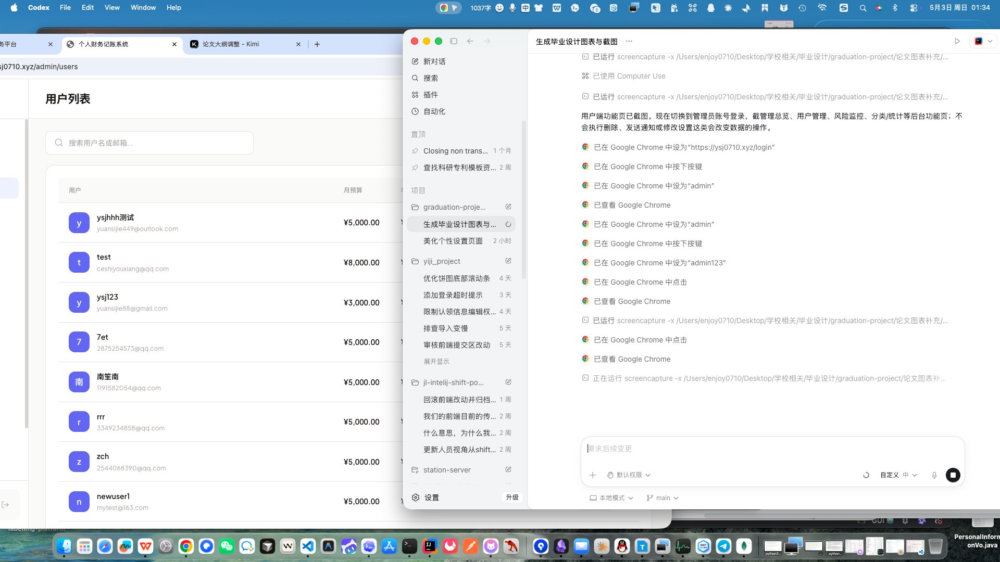 Codex File Edit View Window Help
1037字
5月3日 周日 01:34
务平台
个人财务记账系统
论文大纲调整 - Kimi
sj0710.xyz/admin/users
用户列表
搜索用户名或邮箱...
用户 月预算
y ysjhhh测试 ¥5,000.00
yuansijie449@outlook.com
t test ¥8,000.00
ceshiyouxiang@qq.com
y ysj123 ¥3,000.00
yuansijie88@gmail.com
7 7et ¥5,000.00
2875254573@qq.com
南 南笙南 ¥5,000.00
1191582054@qq.com
r rrr ¥5,000.00
3349234858@qq.com
z zch ¥5,000.00
2544068390@qq.com
n newuser1 ¥5,000.00
mytest@163.com
新对话
搜索
插件
自动化
置顶
Closing non trans... 1 个月
查找科研专利模板资... 2 周
项目
graduation-proje...
生成毕业设计图表与...
美化个性设置页面 2 小时
yiji_project
优化饼图底部滚动条 4 天
添加登录超时提示 3 天
限制认领信息编辑权... 4 天
排查导入变慢 5 天
审核前端提交区改动 5 天
展开显示
jl-intelij-shift-po...
回滚前端改动并归档... 1 周
我们的前端目前的传... 2 周
什么意思，为什么我... 2 周
更新人员视角从shift... 2 周
station-server
设置 升级
生成毕业设计图表与截图 ...
已运行 screencapture -x /Users/enjoy0710/Desktop/学校相关/毕业设计/graduation-project/论文图表补充/...
已使用 Computer Use
已运行 screencapture -x /Users/enjoy0710/Desktop/学校相关/毕业设计/graduation-project/论文图表补充/...
用户端功能页已截图。现在切换到管理员账号登录，截管理总览、用户管理、风险监控、分类/统计等后台功能页；不
会执行删除、发送通知或修改设置这类会改变数据的操作。
已在 Google Chrome 中设为“https://ysj0710.xyz/login”
已在 Google Chrome 中按下按键
已在 Google Chrome 中设为“admin”
已查看 Google Chrome
已在 Google Chrome 中设为“admin”
已在 Google Chrome 中按下按键
已在 Google Chrome 中设为“admin123”
已在 Google Chrome 中点击
已查看 Google Chrome
已运行 screencapture -x /Users/enjoy0710/Desktop/学校相关/毕业设计/graduation-project/论文图表补充/...
已在 Google Chrome 中点击
已查看 Google Chrome
正在运行 screencapture -x /Users/enjoy0710/Desktop/学校相关/毕业设计/graduation-project/论文图表补...
要求后续变更
默认权限 自定义 中
本地模式 main
GUI
labelling-platform
PersonalInform
onVo.java